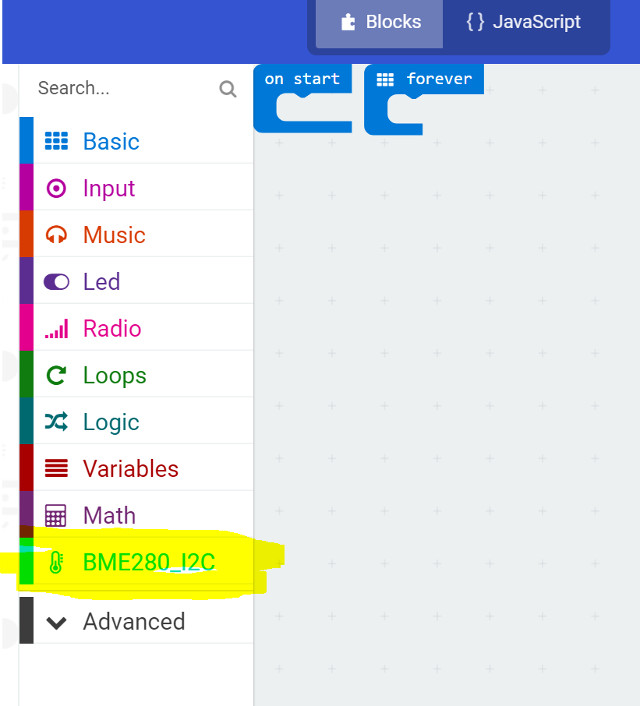 Blocks
{ } JavaScript
Search...
on start
forever
Basic
Input
Music
Led
Radio
Loops
Logic
Variables
Math
BME280_I2C
Advanced